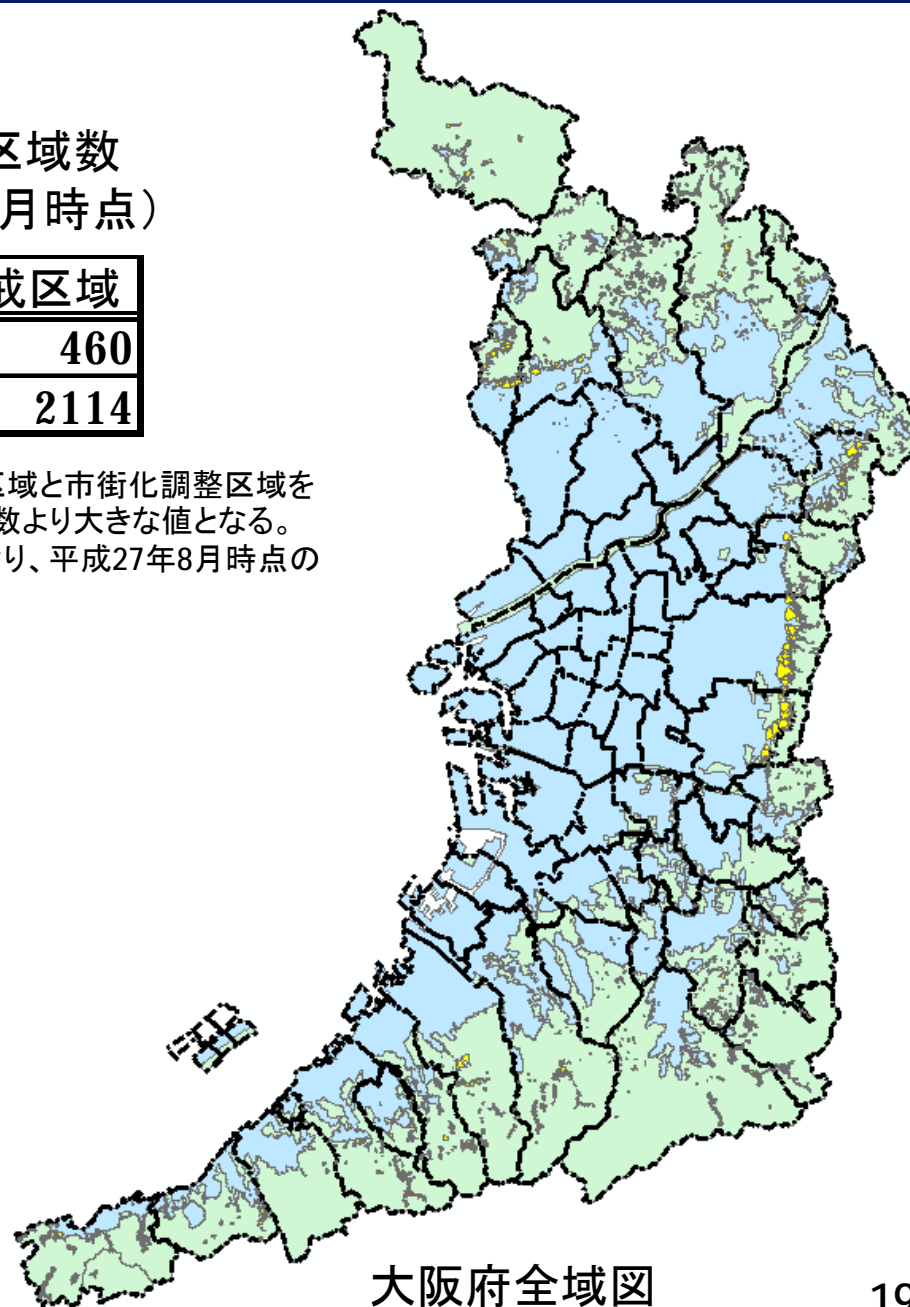 区域数
月時点）
戒区域
460
2114
区域と市街化調整区域を
数より大きな値となる。
り、平成27年8月時点の
大阪府全域図